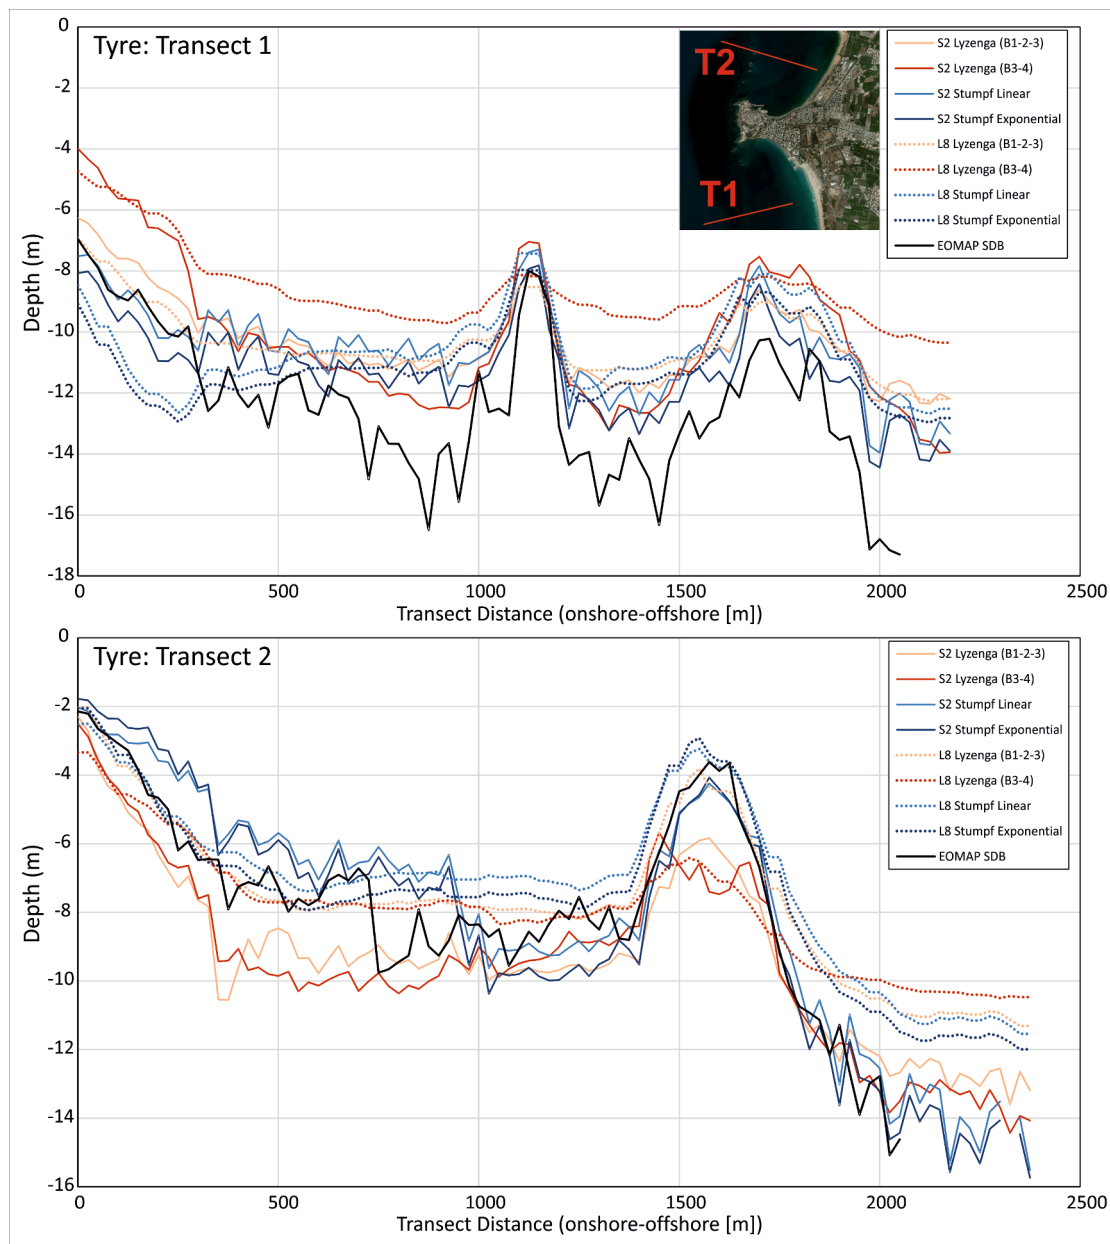 Tyre: Transect 1
0
-2
-4
-6
-8
-10
-12
-14
-16
-18
Depth (m)
T2
T1
S2 Lyzenga (B1-2-3)
S2 Lyzenga (B3-4)
S2 Stumpf Linear
S2 Stumpf Exponential
L8 Lyzenga (B1-2-3)
L8 Lyzenga (B3-4)
L8 Stumpf Linear
L8 Stumpf Exponential
EOMAP SDB
0 500 1000 1500 2000 2500
Transect Distance (onshore-offshore [m])
Tyre: Transect 2
0
-2
-4
-6
-8
-10
-12
-14
-16
Depth (m)
S2 Lyzenga (B1-2-3)
S2 Lyzenga (B3-4)
S2 Stumpf Linear
S2 Stumpf Exponential
L8 Lyzenga (B1-2-3)
L8 Lyzenga (B3-4)
L8 Stumpf Linear
L8 Stumpf Exponential
EOMAP SDB
0 500 1000 1500 2000 2500
Transect Distance (onshore-offshore [m])